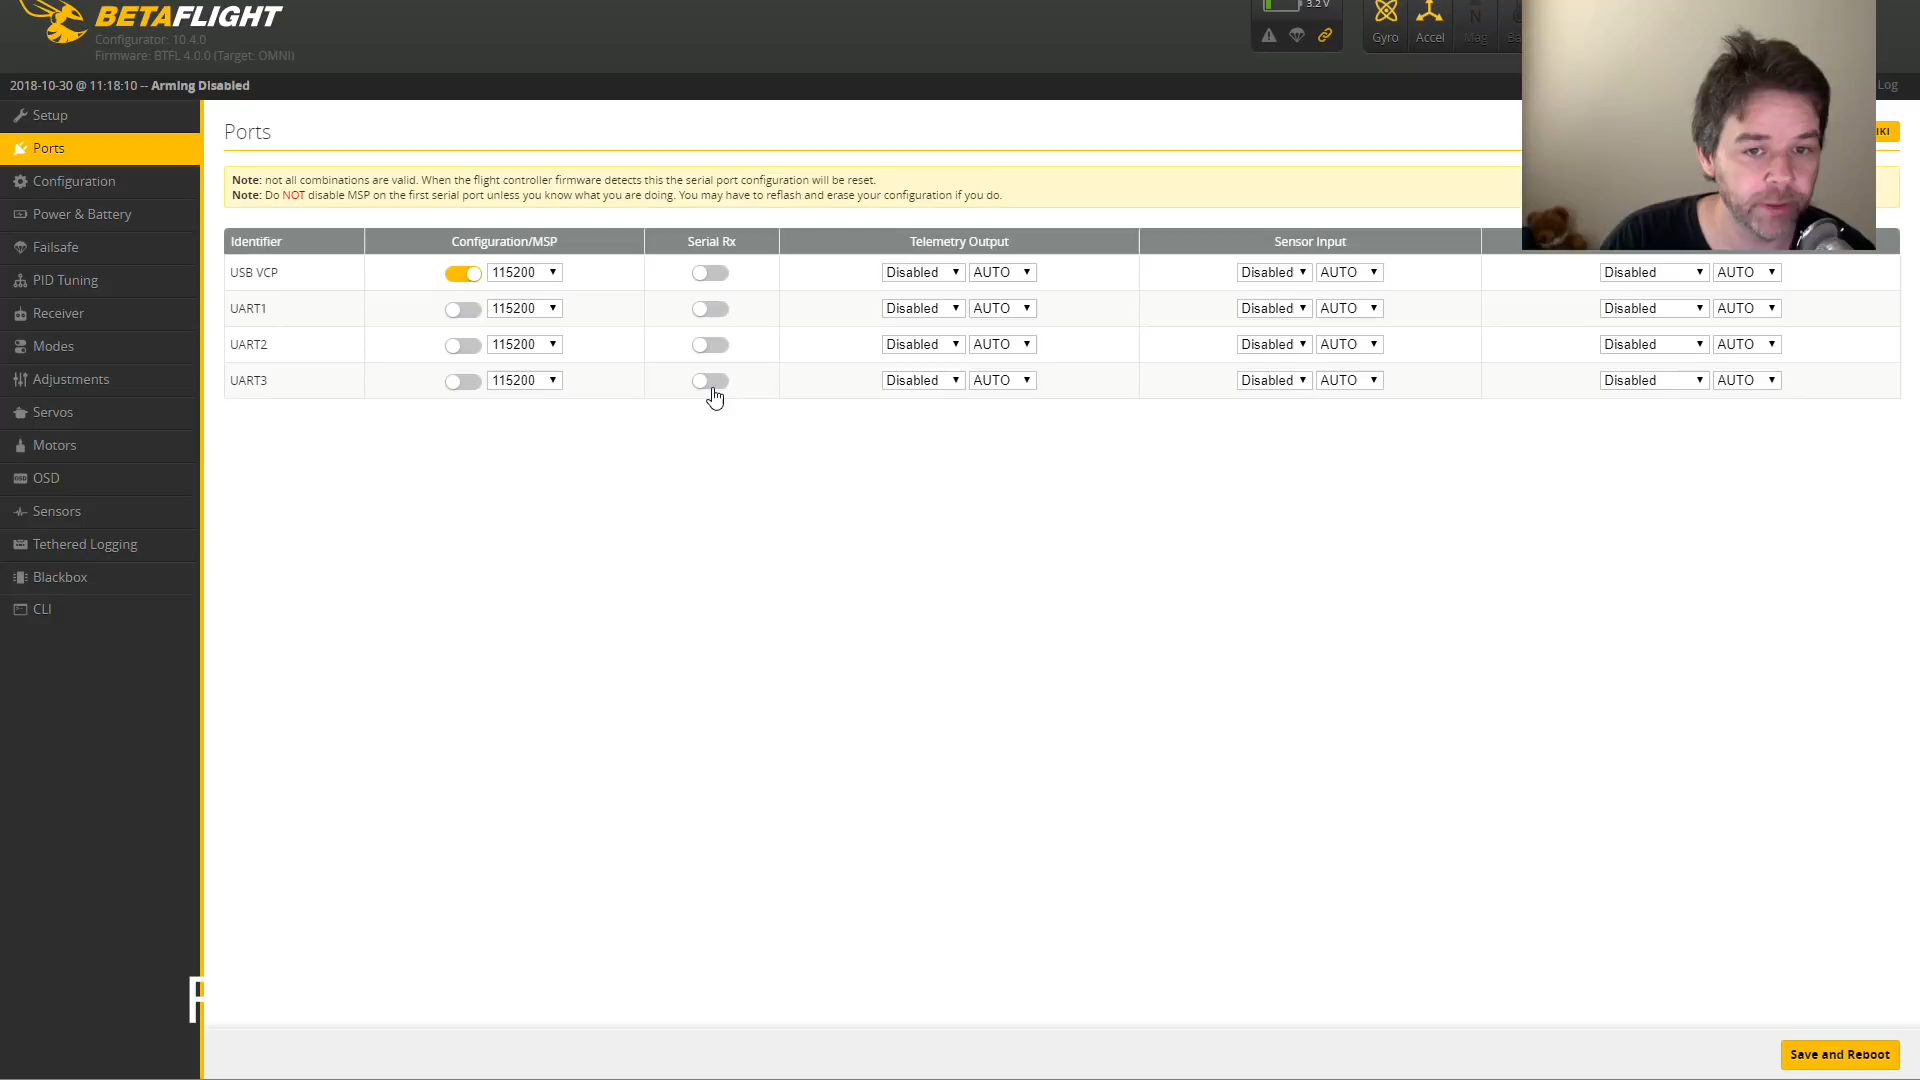 BETAFLIGHT
Configurator: 10.4.0
Firmware: BTFL 4.0.0 (Target: OMNI)
3.2 V
Gyro Accel Mag
2018-10-30 @ 11:18:10 -- Arming Disabled
Log
Setup
Ports
Configuration
Power & Battery
Failsafe
PID Tuning
Receiver
Modes
Adjustments
Servos
Motors
OSD
Sensors
Tethered Logging
Blackbox
CLI
Ports
IKI
Note: not all combinations are valid. When the flight controller firmware detects this the serial port configuration will be reset.
Note: Do NOT disable MSP on the first serial port unless you know what you are doing. You may have to reflash and erase your configuration if you do.
Identifier Configuration/MSP Serial Rx Telemetry Output Sensor Input
USB VCP 115200 Disabled AUTO Disabled AUTO Disabled AUTO
UART1 115200 Disabled AUTO Disabled AUTO Disabled AUTO
UART2 115200 Disabled AUTO Disabled AUTO Disabled AUTO
UART3 115200 Disabled AUTO Disabled AUTO Disabled AUTO
Save and Reboot